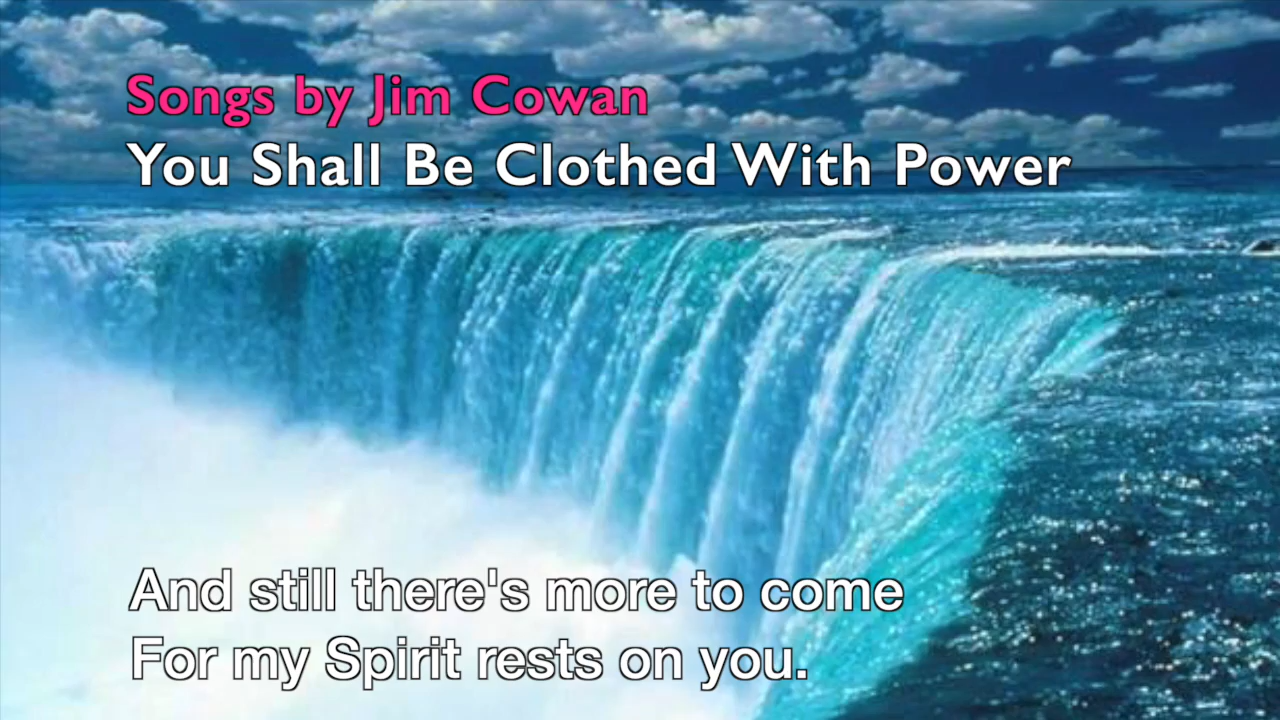 Songs by Jim Cowan
You Shall Be Clothed With Power
And still there's more to come
For my Spirit rests on you.